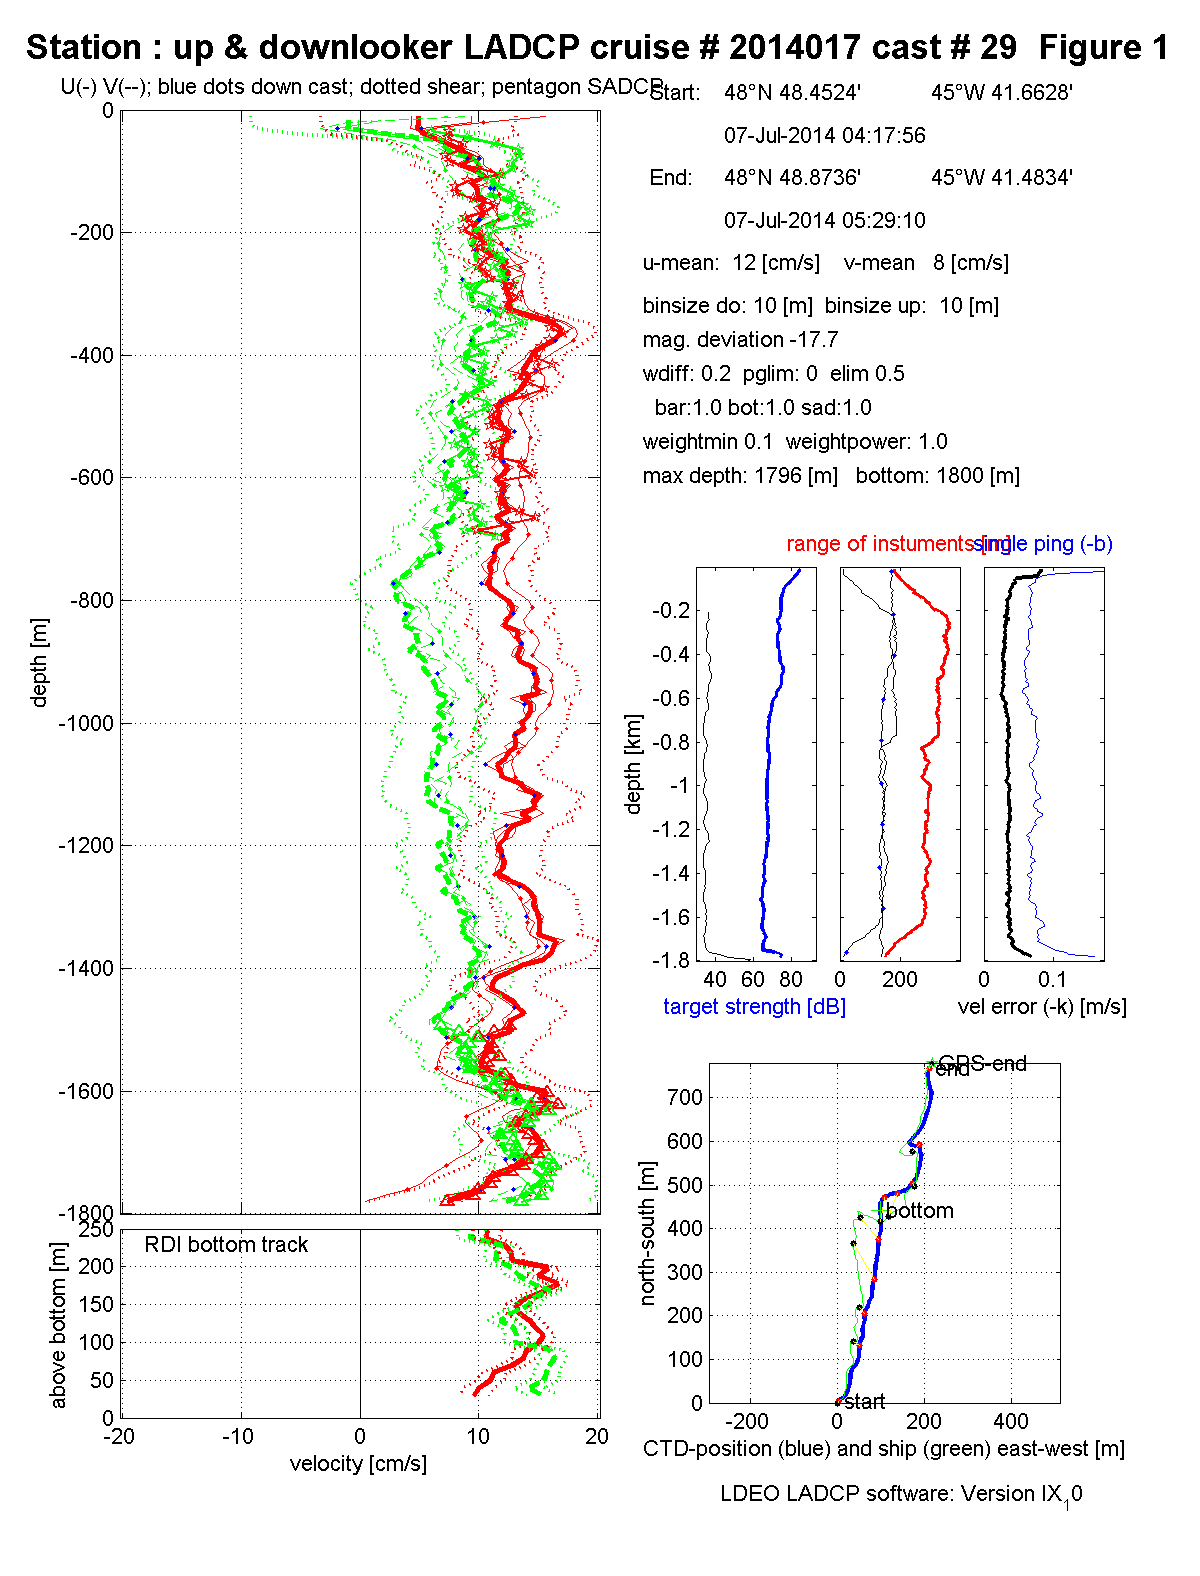 Station : up & downlooker LADCP cruise # 2014017 cast # 29  Figure 1
U(-) V(--); blue dots down cast; dotted shear; pentagon SADCP
Start: 48°N 48.4524' 45°W 41.6628'
07-Jul-2014 04:17:56
End: 48°N 48.8736' 45°W 41.4834'
07-Jul-2014 05:29:10
u-mean: 12 [cm/s] v-mean 8 [cm/s]
binsize do: 10 [m] binsize up: 10 [m]
mag. deviation -17.7
wdiff: 0.2 pglim: 0 elim 0.5
bar:1.0 bot:1.0 sad:1.0
weightmin 0.1 weightpower: 1.0
max depth: 1796 [m] bottom: 1800 [m]
0
-200
-400
-600
-800
-1000
-1200
-1400
-1600
-1800
depth [m]
RDI bottom track
250
200
150
100
50
0
above bottom [m]
-20 -10 0 10 20
velocity [cm/s]
range of instuments [m]
single ping (-b)
-0.2
-0.4
-0.6
-0.8
-1
-1.2
-1.4
-1.6
-1.8
depth [km]
40 60 80
target strength [dB]
0 200
0 0.1
vel error (-k) [m/s]
GPS-end
end
bottom
start
700
600
500
400
300
200
100
0
north-south [m]
-200 0 200 400
CTD-position (blue) and ship (green) east-west [m]
LDEO LADCP software: Version IX10